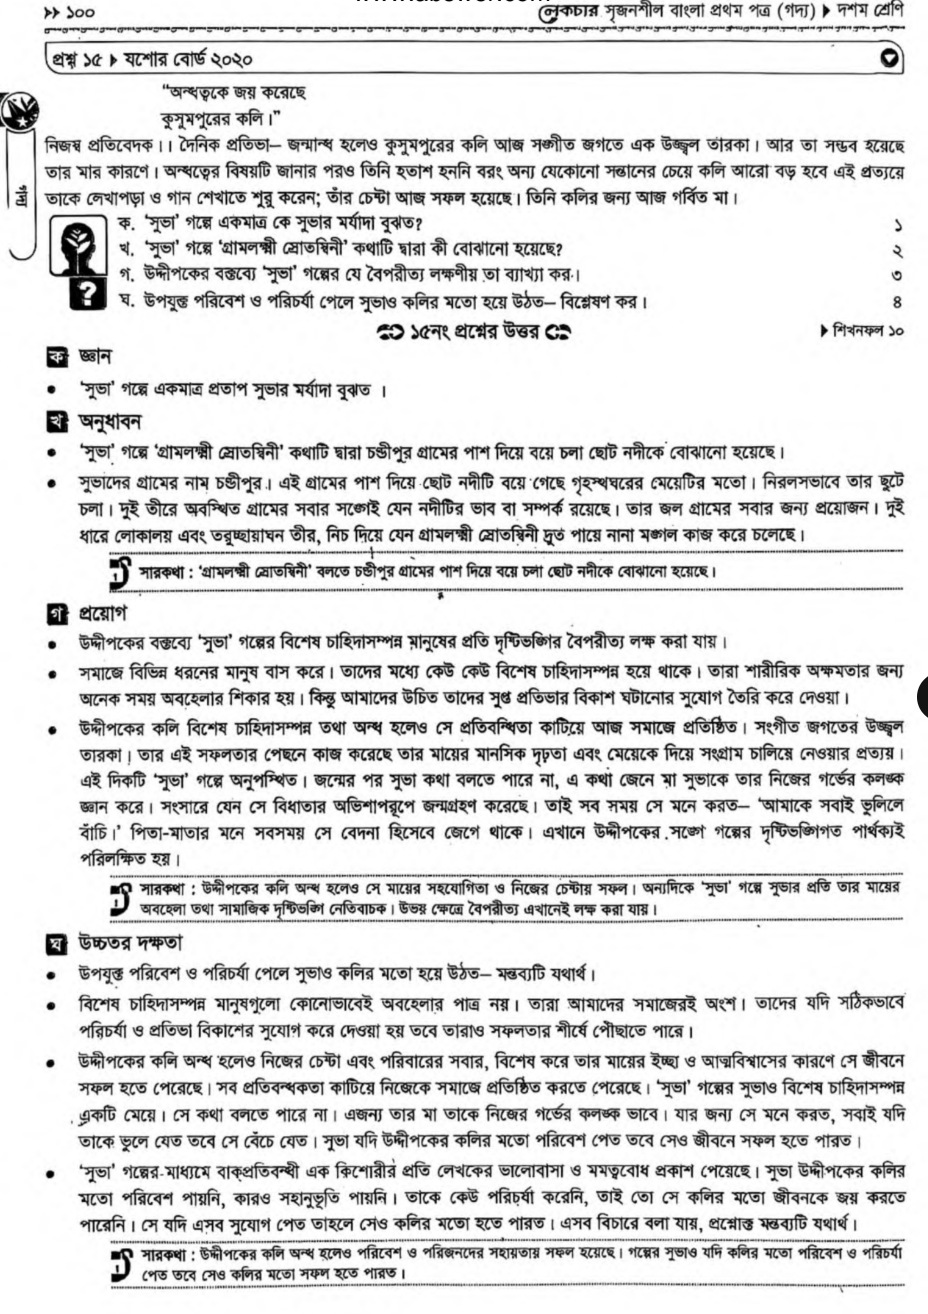 ▶▶ ১০০
লেকচার সৃজনশীল বাংলা প্রথম পত্র (গদ্য) ▶ দশম শ্রেণি
প্রশ্ন ১৫ ▶ যশোর বোর্ড ২০২০
“অন্ধত্বকে জয় করেছে
কুসুমপুরের কলি।”
নিজস্ব প্রতিবেদক।। দৈনিক প্রতিভা– জন্মান্ধ হলেও কুসুমপুরের কলি আজ সঙ্গীত জগতে এক উজ্জ্বল তারকা। আর তা সম্ভব হয়েছে
তার মার কারণে। অন্ধত্বের বিষয়টি জানার পরও তিনি হতাশ হননি বরং অন্য যেকোনো সন্তানের চেয়ে কলি আরো বড় হবে এই প্রত্যয়ে
তাকে লেখাপড়া ও গান শেখাতে শুরু করেন; তাঁর চেষ্টা আজ সফল হয়েছে। তিনি কলির জন্য আজ গর্বিত মা।
গদ্য
ক. ‘সুভা’ গল্পে একমাত্র কে সুভার মর্যাদা বুঝত? ১
খ. ‘সুভা’ গল্পে ‘গ্রামলক্ষ্মী স্রোতস্বিনী’ কথাটি দ্বারা কী বোঝানো হয়েছে? ২
গ. উদ্দীপকের বক্তব্যে ‘সুভা’ গল্পের যে বৈপরীত্য লক্ষণীয় তা ব্যাখ্যা কর। ৩
ঘ. উপযুক্ত পরিবেশ ও পরিচর্যা পেলে সুভাও কলির মতো হয়ে উঠত– বিশ্লেষণ কর। ৪
১৫নং প্রশ্নের উত্তর
▶ শিখনফল ১০
ক জ্ঞান
● ‘সুভা’ গল্পে একমাত্র প্রতাপ সুভার মর্যাদা বুঝত ।
খ অনুধাবন
● ‘সুভা’ গল্পে ‘গ্রামলক্ষ্মী স্রোতস্বিনী’ কথাটি দ্বারা চণ্ডীপুর গ্রামের পাশ দিয়ে বয়ে চলা ছোট নদীকে বোঝানো হয়েছে।
● সুভাদের গ্রামের নাম চণ্ডীপুর। এই গ্রামের পাশ দিয়ে ছোট নদীটি বয়ে গেছে গৃহস্থঘরের মেয়েটির মতো। নিরলসভাবে তার ছুটে
চলা। দুই তীরে অবস্থিত গ্রামের সবার সঙ্গেই যেন নদীটির ভাব বা সম্পর্ক রয়েছে। তার জল গ্রামের সবার জন্য প্রয়োজন। দুই
ধারে লোকালয় এবং তরুচ্ছায়াঘন তীর, নিচ দিয়ে যেন গ্রামলক্ষ্মী স্রোতস্বিনী দ্রুত পায়ে নানা মঙ্গল কাজ করে চলেছে।
সারকথা : ‘গ্রামলক্ষ্মী স্রোতস্বিনী’ বলতে চণ্ডীপুর গ্রামের পাশ দিয়ে বয়ে চলা ছোট নদীকে বোঝানো হয়েছে।
গ প্রয়োগ
● উদ্দীপকের বক্তব্যে ‘সুভা’ গল্পের বিশেষ চাহিদাসম্পন্ন মানুষের প্রতি দৃষ্টিভঙ্গির বৈপরীত্য লক্ষ করা যায়।
● সমাজে বিভিন্ন ধরনের মানুষ বাস করে। তাদের মধ্যে কেউ কেউ বিশেষ চাহিদাসম্পন্ন হয়ে থাকে। তারা শারীরিক অক্ষমতার জন্য
অনেক সময় অবহেলার শিকার হয়। কিন্তু আমাদের উচিত তাদের সুপ্ত প্রতিভার বিকাশ ঘটানোর সুযোগ তৈরি করে দেওয়া।
● উদ্দীপকের কলি বিশেষ চাহিদাসম্পন্ন তথা অন্ধ হলেও সে প্রতিবন্ধিতা কাটিয়ে আজ সমাজে প্রতিষ্ঠিত। সংগীত জগতের উজ্জ্বল
তারকা। তার এই সফলতার পেছনে কাজ করেছে তার মায়ের মানসিক দৃঢ়তা এবং মেয়েকে দিয়ে সংগ্রাম চালিয়ে নেওয়ার প্রত্যয়।
এই দিকটি ‘সুভা’ গল্পে অনুপস্থিত। জন্মের পর সুভা কথা বলতে পারে না, এ কথা জেনে মা সুভাকে তার নিজের গর্ভের কলঙ্ক
জ্ঞান করে। সংসারে যেন সে বিধাতার অভিশাপরূপে জন্মগ্রহণ করেছে। তাই সব সময় সে মনে করত– ‘আমাকে সবাই ভুলিলে
বাঁচি।’ পিতা-মাতার মনে সবসময় সে বেদনা হিসেবে জেগে থাকে। এখানে উদ্দীপকের সঙ্গে গল্পের দৃষ্টিভঙ্গিগত পার্থক্যই
পরিলক্ষিত হয়।
সারকথা : উদ্দীপকের কলি অন্ধ হলেও সে মায়ের সহযোগিতা ও নিজের চেষ্টায় সফল। অন্যদিকে ‘সুভা’ গল্পে সুভার প্রতি তার মায়ের
অবহেলা তথা সামাজিক দৃষ্টিভঙ্গি নেতিবাচক। উভয় ক্ষেত্রে বৈপরীত্য এখানেই লক্ষ করা যায়।
ঘ উচ্চতর দক্ষতা
● উপযুক্ত পরিবেশ ও পরিচর্যা পেলে সুভাও কলির মতো হয়ে উঠত– মন্তব্যটি যথার্থ।
● বিশেষ চাহিদাসম্পন্ন মানুষগুলো কোনোভাবেই অবহেলার পাত্র নয়। তারা আমাদের সমাজেরই অংশ। তাদের যদি সঠিকভাবে
পরিচর্যা ও প্রতিভা বিকাশের সুযোগ করে দেওয়া হয় তবে তারাও সফলতার শীর্ষে পৌঁছাতে পারে।
● উদ্দীপকের কলি অন্ধ হলেও নিজের চেষ্টা এবং পরিবারের সবার, বিশেষ করে তার মায়ের ইচ্ছা ও আত্মবিশ্বাসের কারণে সে জীবনে
সফল হতে পেরেছে। সব প্রতিবন্ধকতা কাটিয়ে নিজেকে সমাজে প্রতিষ্ঠিত করতে পেরেছে। ‘সুভা’ গল্পের সুভাও বিশেষ চাহিদাসম্পন্ন
একটি মেয়ে। সে কথা বলতে পারে না। এজন্য তার মা তাকে নিজের গর্ভের কলঙ্ক ভাবে। যার জন্য সে মনে করত, সবাই যদি
তাকে ভুলে যেত তবে সে বেঁচে যেত। সুভা যদি উদ্দীপকের কলির মতো পরিবেশ পেত তবে সেও জীবনে সফল হতে পারত।
● ‘সুভা’ গল্পের মাধ্যমে বাক্‌প্রতিবন্ধী এক কিশোরীর প্রতি লেখকের ভালোবাসা ও মমত্ববোধ প্রকাশ পেয়েছে। সুভা উদ্দীপকের কলির
মতো পরিবেশ পায়নি, কারও সহানুভূতি পায়নি। তাকে কেউ পরিচর্যা করেনি, তাই তো সে কলির মতো জীবনকে জয় করতে
পারেনি। সে যদি এসব সুযোগ পেত তাহলে সেও কলির মতো হতে পারত। এসব বিচারে বলা যায়, প্রশ্নোক্ত মন্তব্যটি যথার্থ।
সারকথা : উদ্দীপকের কলি অন্ধ হলেও পরিবেশ ও পরিজনদের সহায়তায় সফল হয়েছে। গল্পের সুভাও যদি কলির মতো পরিবেশ ও পরিচর্যা
পেত তবে সেও কলির মতো সফল হতে পারত।